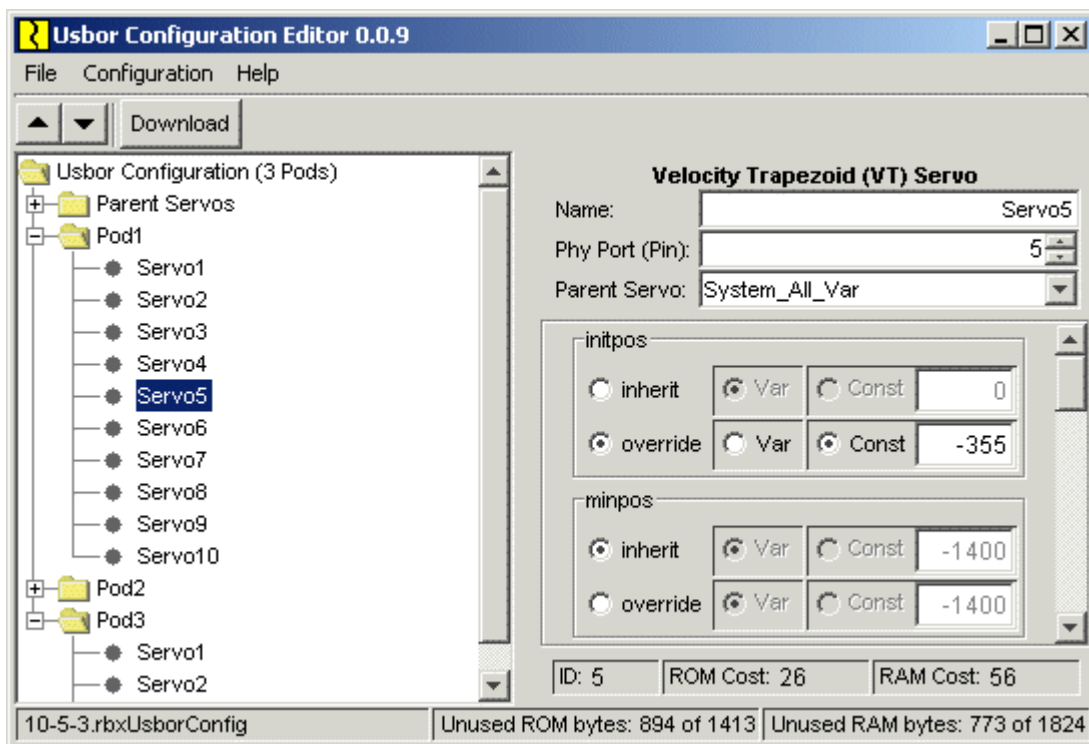 Usbor Configuration Editor 0.0.9
File Configuration Help
Download
Usbor Configuration (3 Pods)
Parent Servos
Pod1
Servo1
Servo2
Servo3
Servo4
Servo5
Servo6
Servo7
Servo8
Servo9
Servo10
Pod2
Pod3
Servo1
Servo2
Velocity Trapezoid (VT) Servo
Name: Servo5
Phy Port (Pin): 5
Parent Servo: System_All_Var
initpos
inherit Var Const 0
override Var Const -355
minpos
inherit Var Const -1400
override Var Const -1400
ID: 5 ROM Cost: 26 RAM Cost: 56
10-5-3.rbxUsborConfig Unused ROM bytes: 894 of 1413 Unused RAM bytes: 773 of 1824